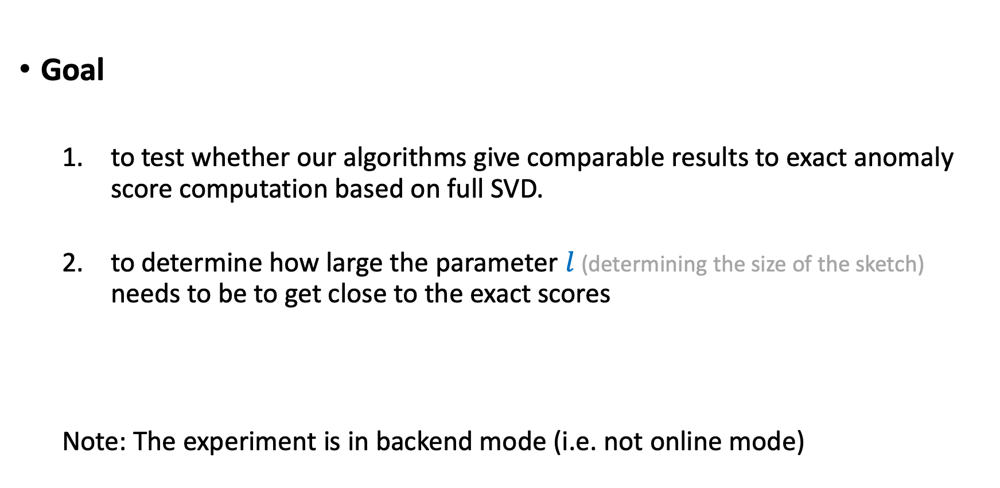 • Goal
1. to test whether our algorithms give comparable results to exact anomaly
score computation based on full SVD.
2. to determine how large the parameter l (determining the size of the sketch)
needs to be to get close to the exact scores
Note: The experiment is in backend mode (i.e. not online mode)